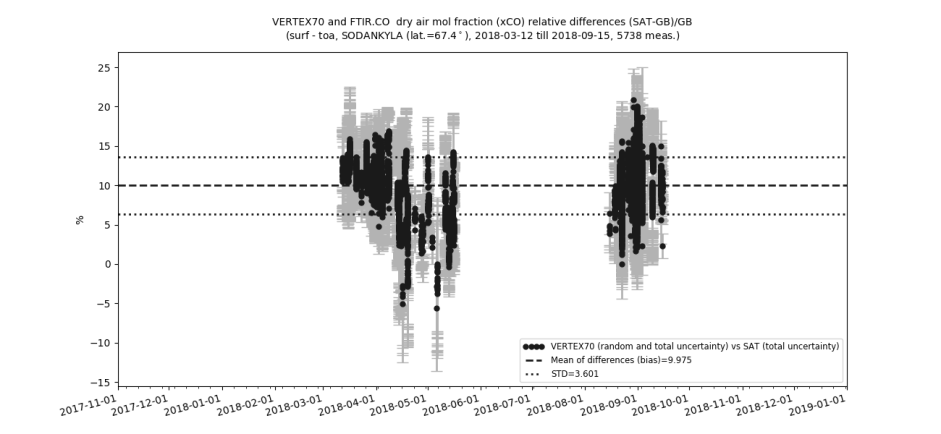 VERTEX70 and FTIR.CO  dry air mol fraction (xCO) relative differences (SAT-GB)/GB
(surf - toa, SODANKYLA (lat.=67.4°), 2018-03-12 till 2018-09-15, 5738 meas.)
25
20
15
10
5
0
−5
−10
−15
%
VERTEX70 (random and total uncertainty) vs SAT (total uncertainty)
Mean of differences (bias)=9.975
STD=3.601
2017-11-01 2017-12-01 2018-01-01 2018-02-01 2018-03-01 2018-04-01 2018-05-01 2018-06-01 2018-07-01 2018-08-01 2018-09-01 2018-10-01 2018-11-01 2018-12-01 2019-01-01